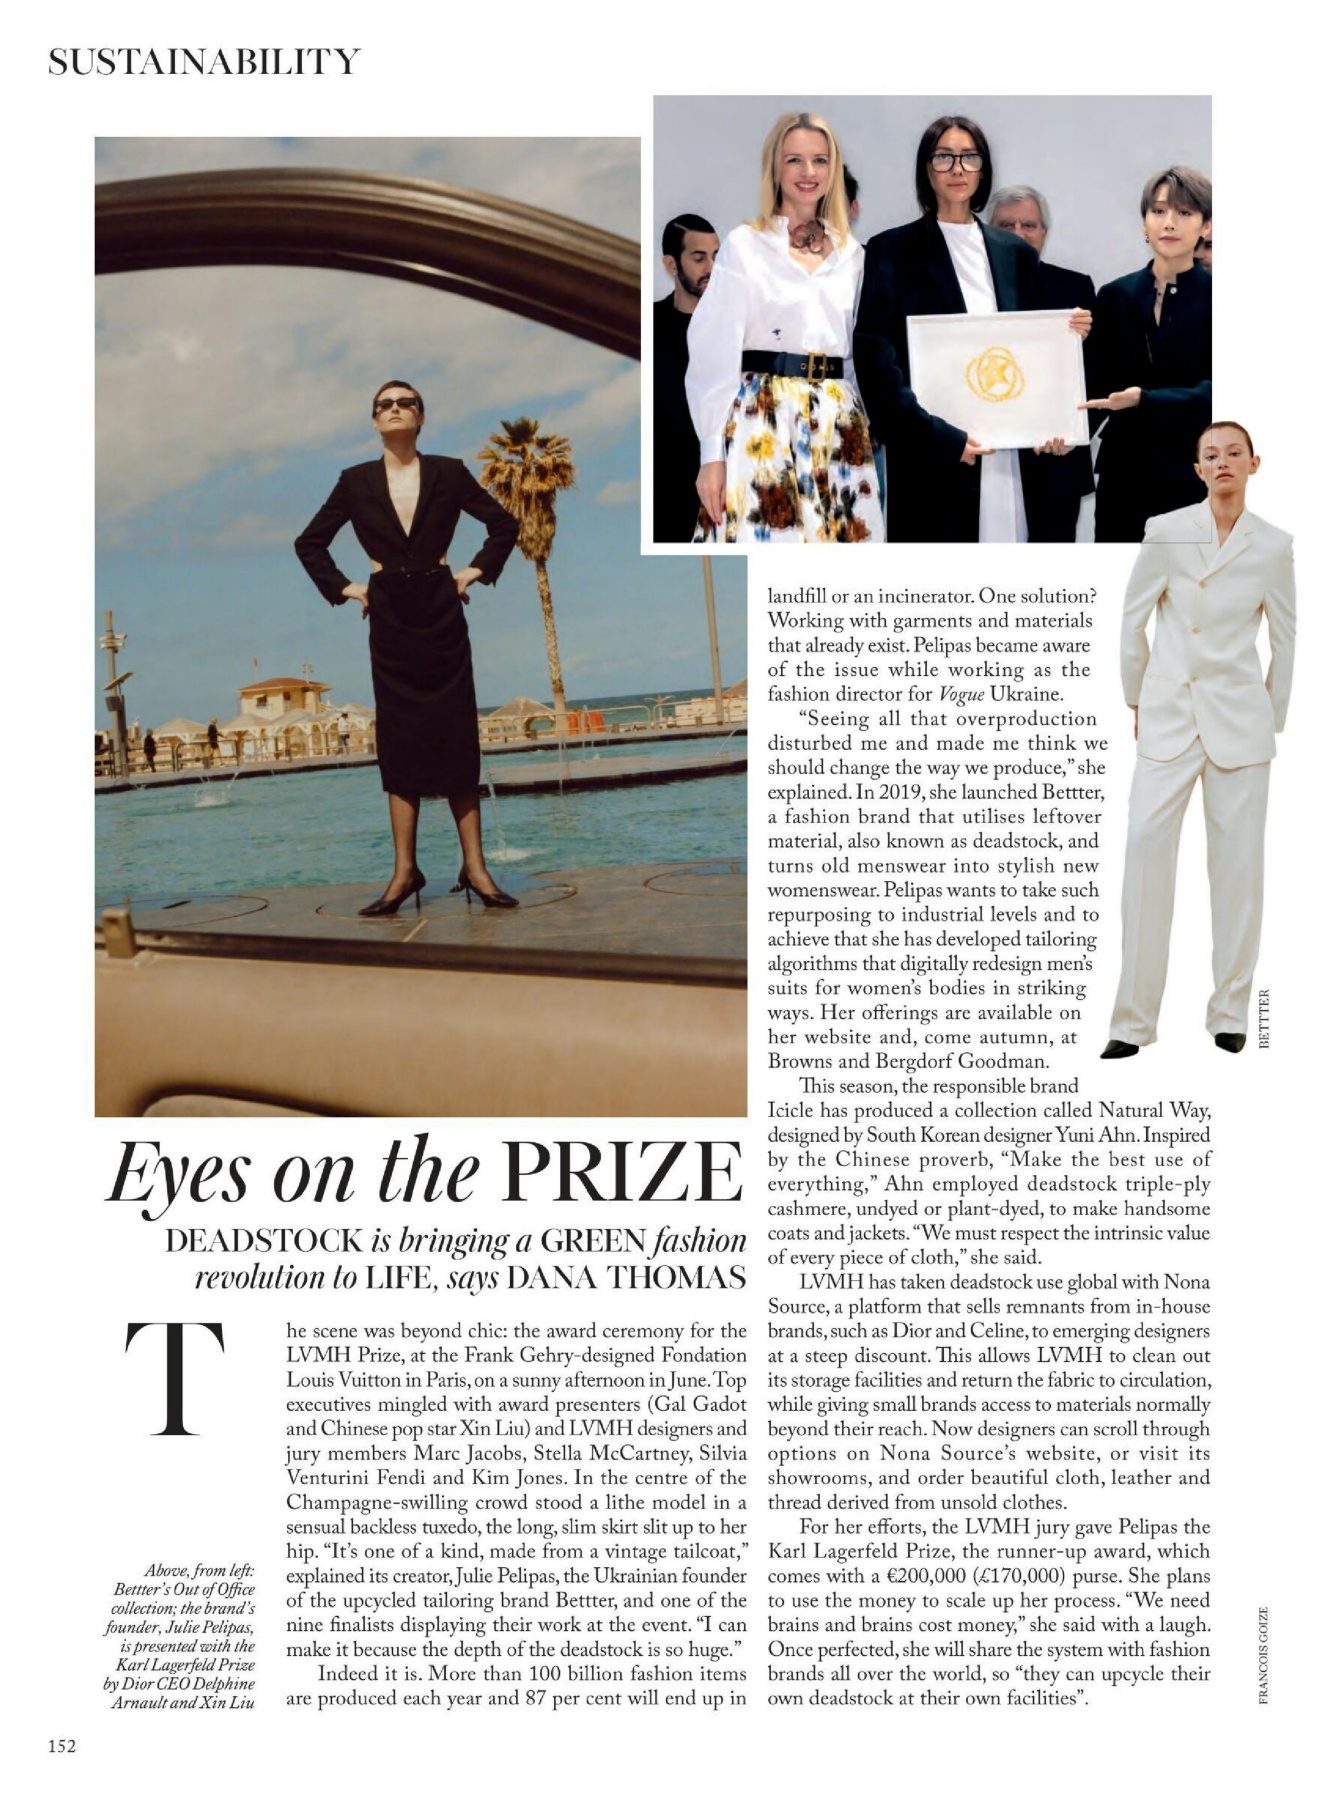 SUSTAINABILITY
Eyes on the PRIZE
DEADSTOCK is bringing a GREEN fashion
revolution to LIFE, says DANA THOMAS
The scene was beyond chic: the award ceremony for the
LVMH Prize, at the Frank Gehry-designed Fondation
Louis Vuitton in Paris, on a sunny afternoon in June. Top
executives mingled with award presenters (Gal Gadot
and Chinese pop star Xin Liu) and LVMH designers and
jury members Marc Jacobs, Stella McCartney, Silvia
Venturini Fendi and Kim Jones. In the centre of the
Champagne-swilling crowd stood a lithe model in a
sensual backless tuxedo, the long, slim skirt slit up to her
hip. “It’s one of a kind, made from a vintage tailcoat,”
explained its creator, Julie Pelipas, the Ukrainian founder
of the upcycled tailoring brand Bettter, and one of the
nine finalists displaying their work at the event. “I can
make it because the depth of the deadstock is so huge.”
Indeed it is. More than 100 billion fashion items
are produced each year and 87 per cent will end up in
landfill or an incinerator. One solution?
Working with garments and materials
that already exist. Pelipas became aware
of the issue while working as the
fashion director for Vogue Ukraine.
“Seeing all that overproduction
disturbed me and made me think we
should change the way we produce,” she
explained. In 2019, she launched Bettter,
a fashion brand that utilises leftover
material, also known as deadstock, and
turns old menswear into stylish new
womenswear. Pelipas wants to take such
repurposing to industrial levels and to
achieve that she has developed tailoring
algorithms that digitally redesign men’s
suits for women’s bodies in striking
ways. Her offerings are available on
her website and, come autumn, at
Browns and Bergdorf Goodman.
This season, the responsible brand
Icicle has produced a collection called Natural Way,
designed by South Korean designer Yuni Ahn. Inspired
by the Chinese proverb, “Make the best use of
everything,” Ahn employed deadstock triple-ply
cashmere, undyed or plant-dyed, to make handsome
coats and jackets. “We must respect the intrinsic value
of every piece of cloth,” she said.
LVMH has taken deadstock use global with Nona
Source, a platform that sells remnants from in-house
brands, such as Dior and Celine, to emerging designers
at a steep discount. This allows LVMH to clean out
its storage facilities and return the fabric to circulation,
while giving small brands access to materials normally
beyond their reach. Now designers can scroll through
options on Nona Source’s website, or visit its
showrooms, and order beautiful cloth, leather and
thread derived from unsold clothes.
For her efforts, the LVMH jury gave Pelipas the
Karl Lagerfeld Prize, the runner-up award, which
comes with a €200,000 (£170,000) purse. She plans
to use the money to scale up her process. “We need
brains and brains cost money,” she said with a laugh.
Once perfected, she will share the system with fashion
brands all over the world, so “they can upcycle their
own deadstock at their own facilities”.
Above, from left:
Bettter’s Out of Office
collection; the brand’s
founder, Julie Pelipas,
is presented with the
Karl Lagerfeld Prize
by Dior CEO Delphine
Arnault and Xin Liu
BETTTER
FRANCOIS GOIZE
152